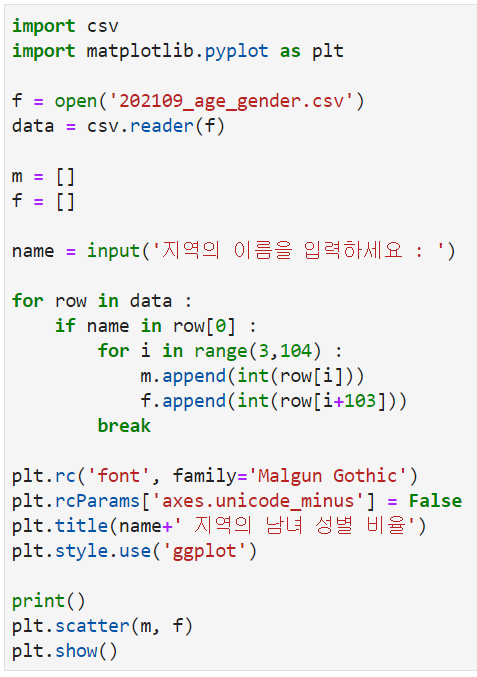 import csv
import matplotlib.pyplot as plt

f = open('202109_age_gender.csv')
data = csv.reader(f)

m = []
f = []

name = input('지역의 이름을 입력하세요 : ')

for row in data :
    if name in row[0] :
        for i in range(3,104) :
            m.append(int(row[i]))
            f.append(int(row[i+103]))
        break

plt.rc('font', family='Malgun Gothic')
plt.rcParams['axes.unicode_minus'] = False
plt.title(name+' 지역의 남녀 성별 비율')
plt.style.use('ggplot')

print()
plt.scatter(m, f)
plt.show()